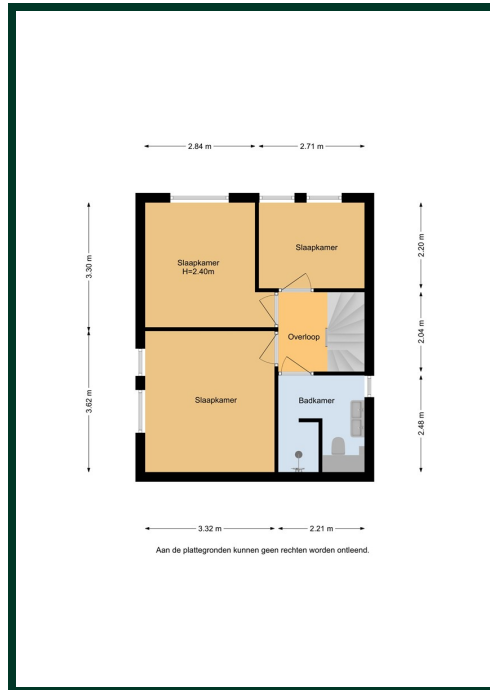 2.84 m
2.71 m
Slaapkamer
Slaapkamer
H=2.40m
3.30 m
2.20 m
Overloop
2.04 m
Slaapkamer
Badkamer
3.62 m
2.48 m
3.32 m
2.21 m
Aan de plattegronden kunnen geen rechten worden ontleend.